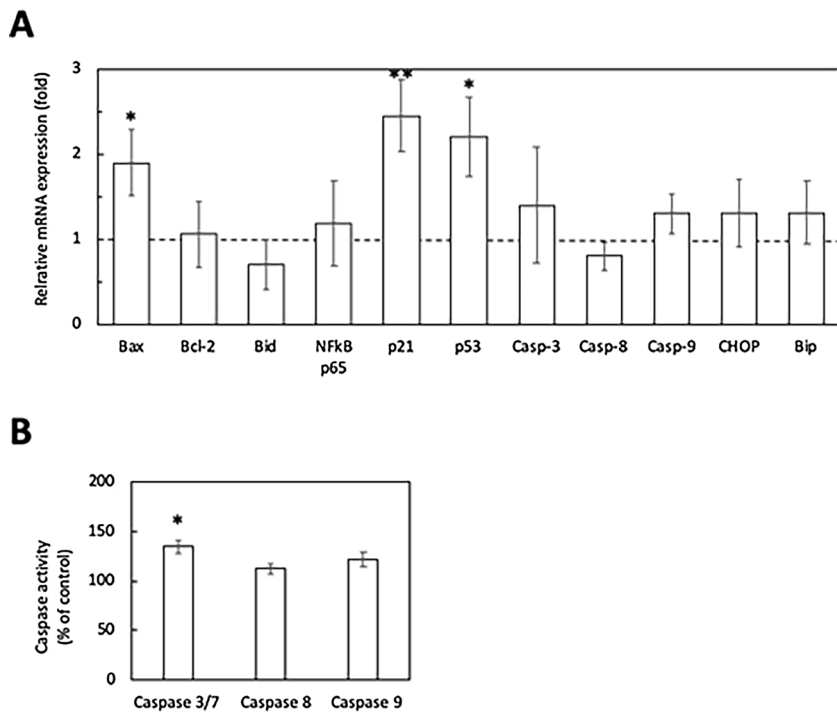 A
Relrative mRNA expression (fold)
3
2
1
0
*
**
*
Bax Bcl-2 Bid NFkB p21 p53 Casp-3 Casp-8 Casp-9 CHOP Bip
p65
B
Caspase activity
(% of control)
200
150
100
50
0
*
Caspase 3/7 Caspase 8 Caspase 9